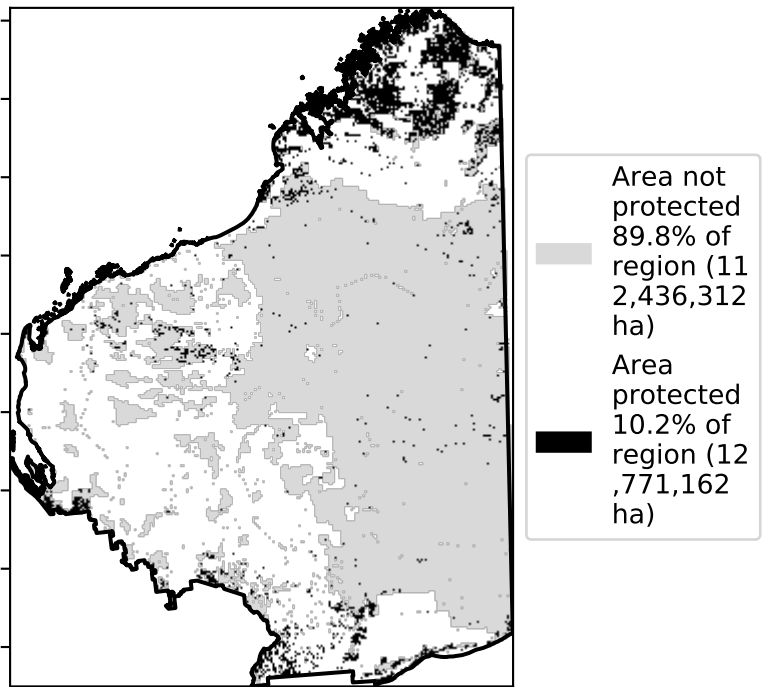 Area not
protected
89.8% of
region (11
2,436,312
ha)
Area
protected
10.2% of
region (12
,771,162
ha)